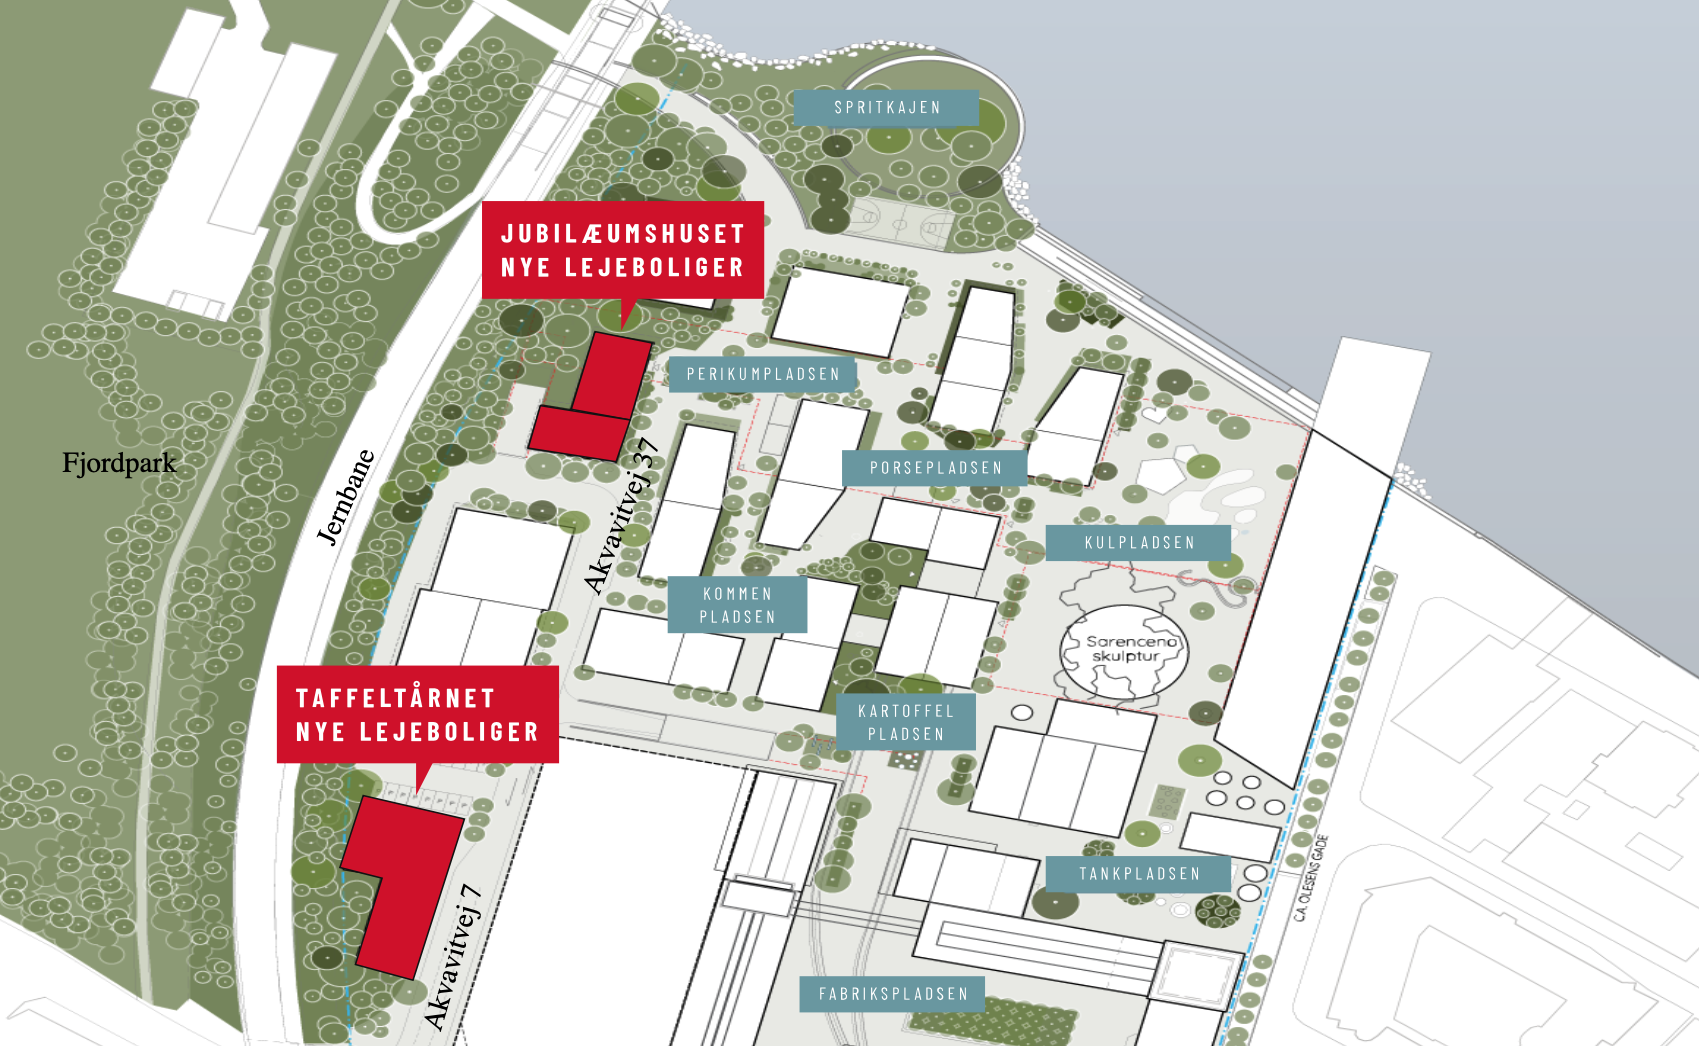 SPRITKAJEN
JUBILÆUMSHUSET
NYE LEJEBOLIGER
PERIKUMPLADSEN
Fjordpark
Jernbane
Akvavitvej 37
PORSEPLADSEN
KULPLADSEN
KOMMEN
PLADSEN
Sarenceno
skulptur
TAFFELTÅRNET
NYE LEJEBOLIGER
KARTOFFEL
PLADSEN
TANKPLADSEN
C.A. OLESENS GADE
Akvavitvej 7
FABRIKSPLADSEN